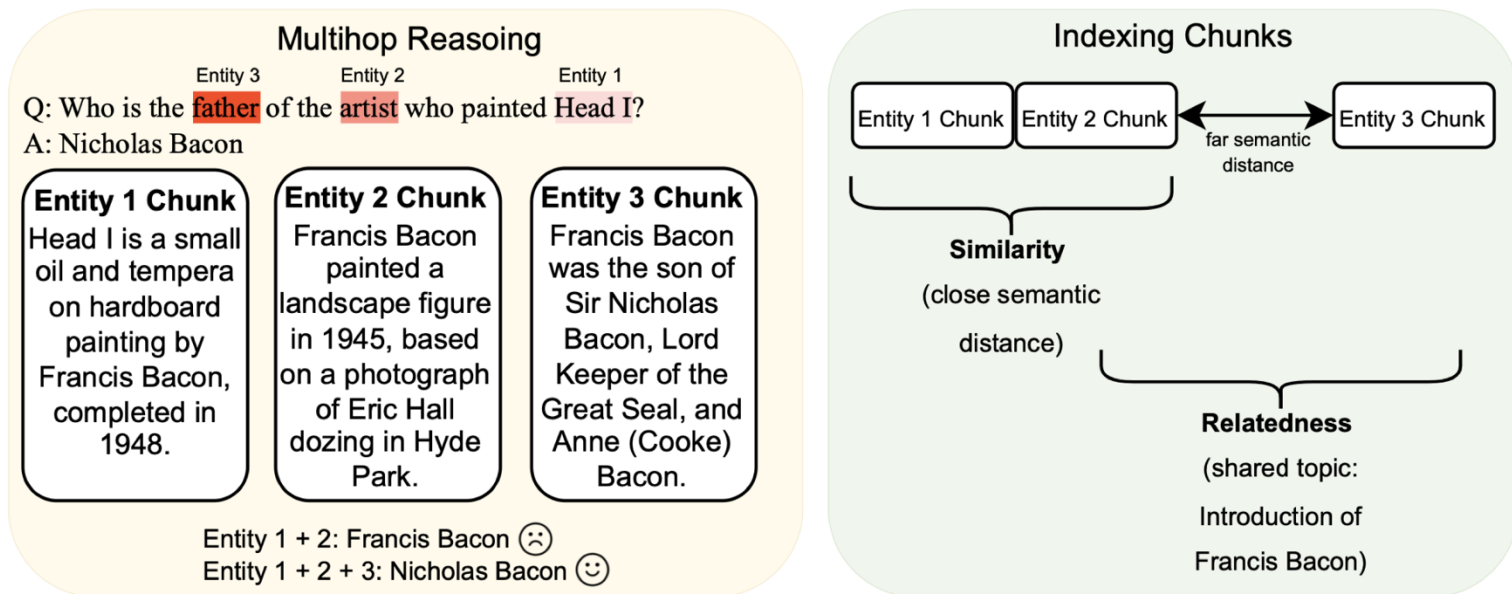 Multihop Reasoing
Entity 3
Entity 2
Entity 1
Q: Who is the father of the artist who painted Head I?
A: Nicholas Bacon
Entity 1 Chunk
Head I is a small
oil and tempera
on hardboard
painting by
Francis Bacon,
completed in
1948.
Entity 2 Chunk
Francis Bacon
painted a
landscape figure
in 1945, based
on a photograph
of Eric Hall
dozing in Hyde
Park.
Entity 3 Chunk
Francis Bacon
was the son of
Sir Nicholas
Bacon, Lord
Keeper of the
Great Seal, and
Anne (Cooke)
Bacon.
Entity 1 + 2: Francis Bacon
Entity 1 + 2 + 3: Nicholas Bacon
Indexing Chunks
Entity 1 Chunk
Entity 2 Chunk
far semantic
distance
Entity 3 Chunk
Similarity
(close semantic
distance)
Relatedness
(shared topic:
Introduction of
Francis Bacon)